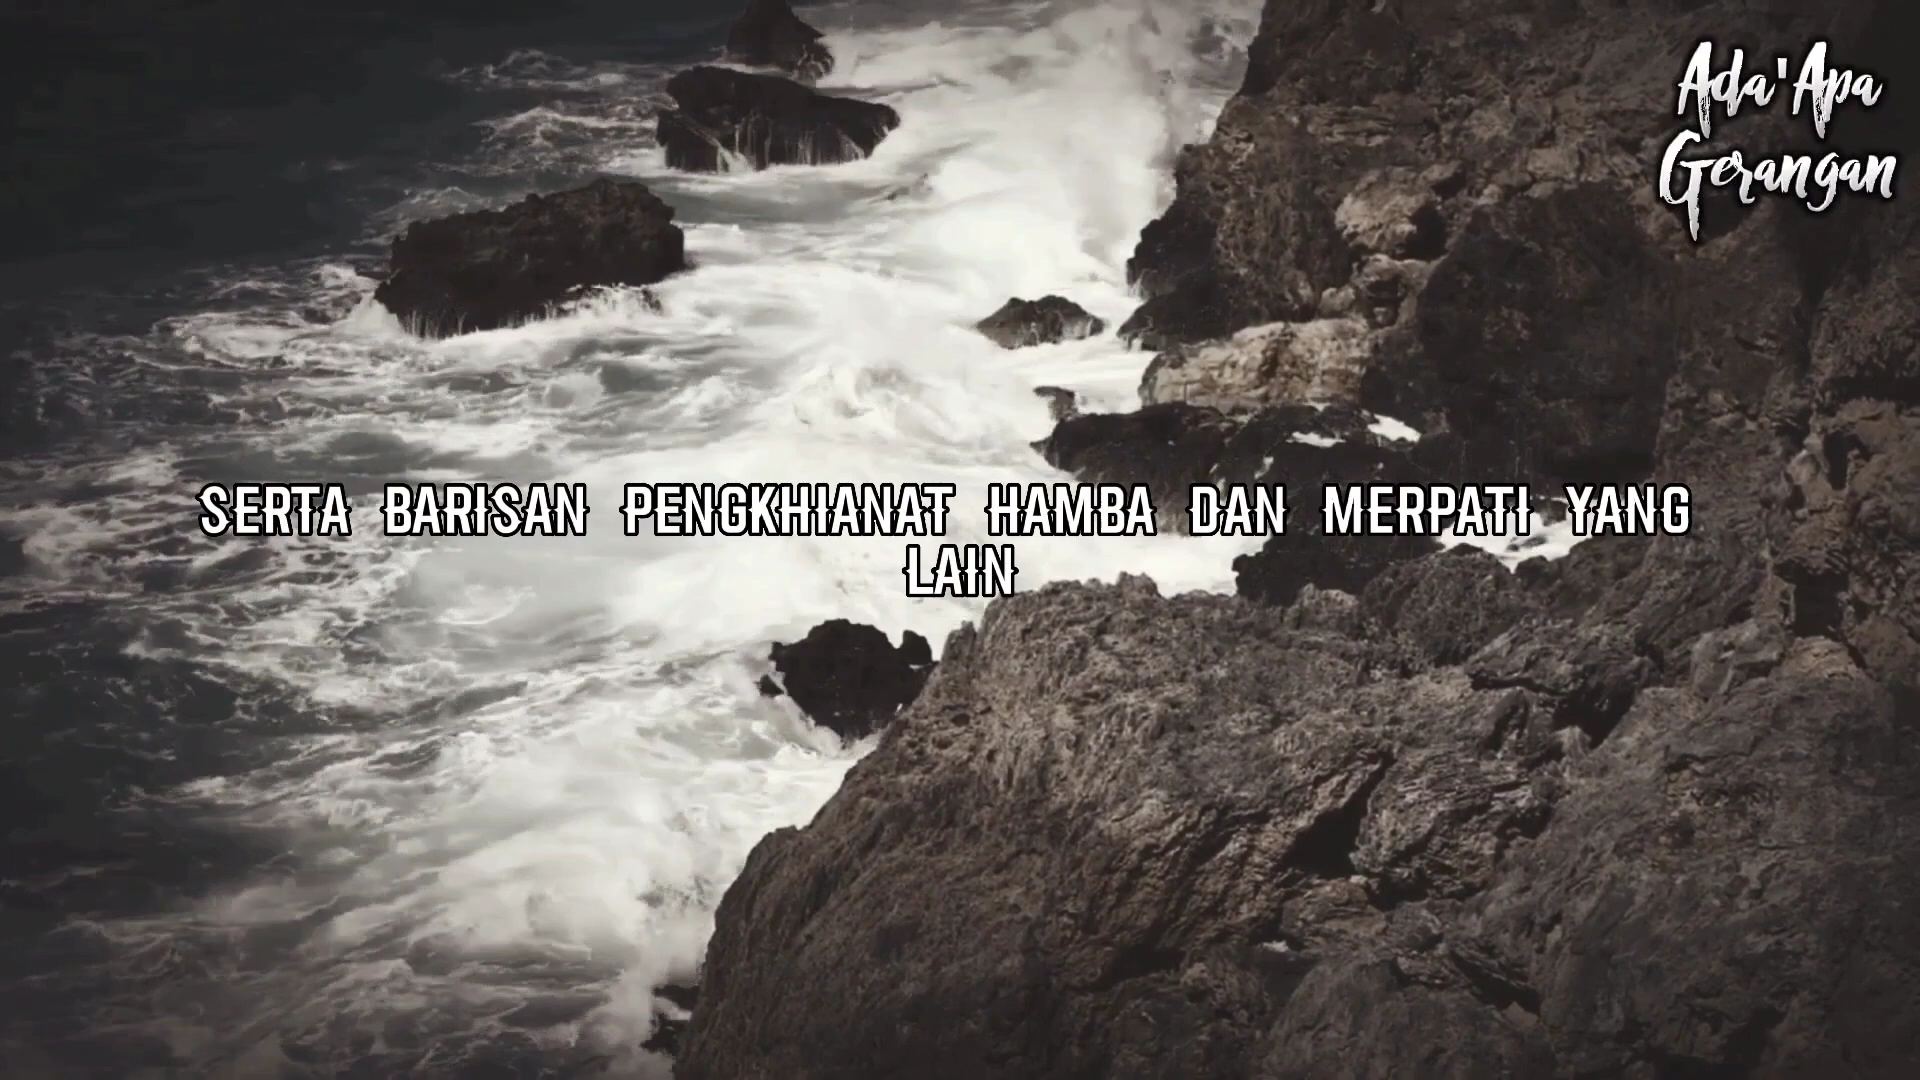 Ada'Apa
Gerangan
SERTA BARISAN PENGKHIANAT HAMBA DAN MERPATI YANG
LAIN